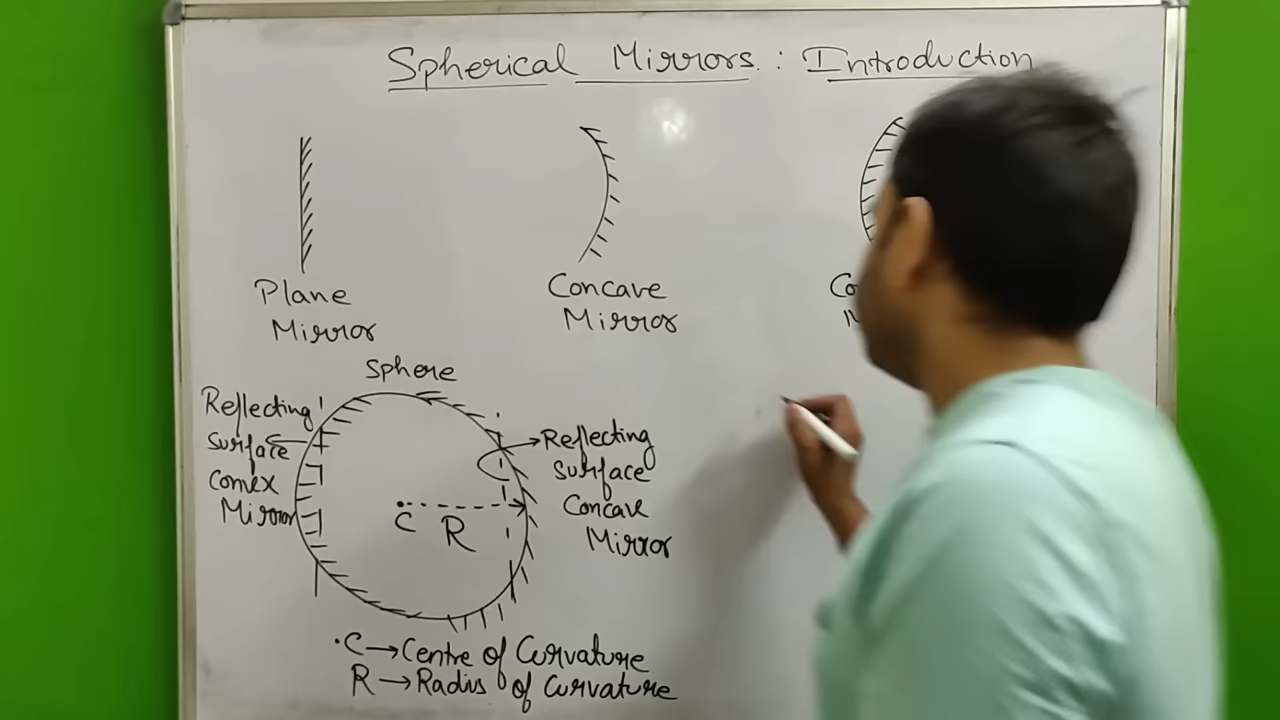 Spherical Mirrors : Introduction
Plane
Mirror
Concave
Mirror
Sphere
Reflecting
Surface
Convex
Mirror
C
R
Reflecting
Surface
Concave
Mirror
C→Centre of Curvature
R→Radius of Curvature